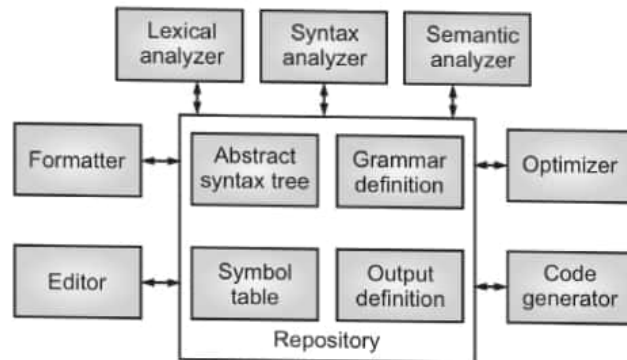 Lexical
analyzer
Syntax
analyzer
Semantic
analyzer
Formatter
Abstract
syntax tree
Grammar
definition
Optimizer
Editor
Symbol
table
Output
definition
Code
generator
Repository